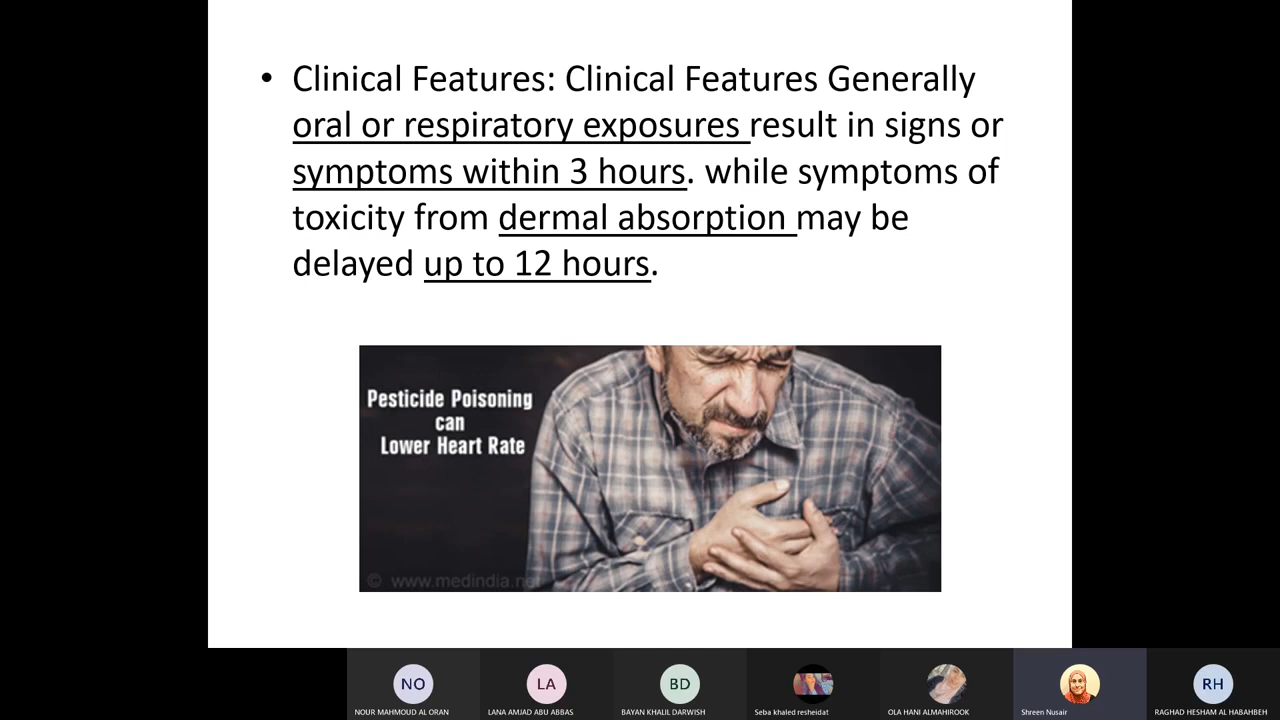 • Clinical Features: Clinical Features Generally
oral or respiratory exposures result in signs or
symptoms within 3 hours. while symptoms of
toxicity from dermal absorption may be
delayed up to 12 hours.
Pesticide Poisoning
can
Lower Heart Rate
© www.medindia.net
NO
LA
BD
RH
NOUR MAHMOUD AL ORAN
LANA AMJAD ABU ABBAS
BAYAN KHALIL DARWISH
Seba khaled resheidat
OLA HANI ALMAHIROOK
Shreen Nusair
RAGHAD HESHAM AL HABAHBEH